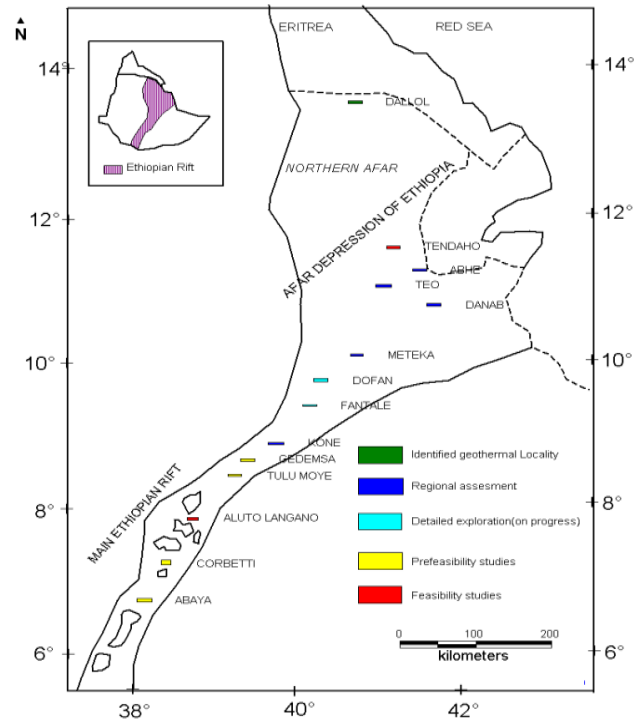 N
ERITREA
RED SEA
14°
14°
Ethiopian Rift
DALLOL
NORTHERN AFAR
AFAR DEPRESSION OF ETHIOPIA
12°
12°
TENDAHO
ABHE
TEO
DANAB
METEKA
10°
10°
DOFAN
FANTALE
KONE
GEDEMSA
TULU MOYE
MAIN ETHIOPIAN RIFT
8°
8°
ALUTO LANGANO
CORBETTI
ABAYA
Identified geothermal Locality
Regional assesment
Detailed exploration(on progress)
Prefeasibility studies
Feasibility studies
0 100 200
kilometers
6°
6°
38°
40°
42°